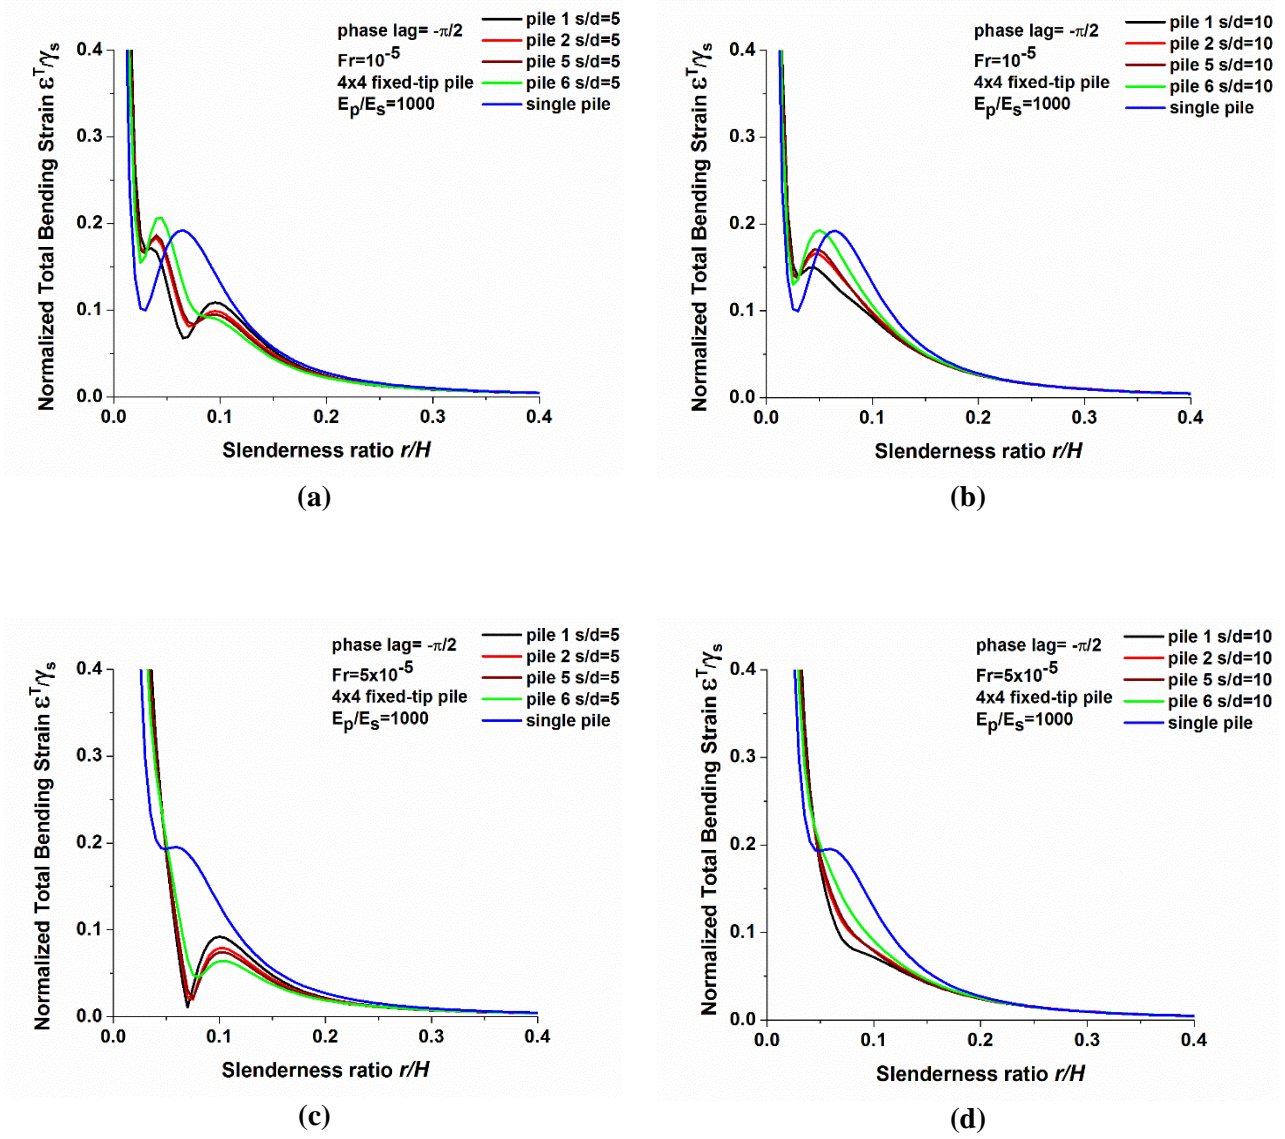 phase lag= -π/2
Fr=10⁻⁵
4x4 fixed-tip pile
Eₚ/Eₛ=1000
pile 1 s/d=5
pile 2 s/d=5
pile 5 s/d=5
pile 6 s/d=5
single pile
Normalized Total Bending Strain εᵀ/γₛ
0.4
0.3
0.2
0.1
0.0
0.0 0.1 0.2 0.3 0.4
Slenderness ratio r/H
(a)
phase lag= -π/2
Fr=10⁻⁵
4x4 fixed-tip pile
Eₚ/Eₛ=1000
pile 1 s/d=10
pile 2 s/d=10
pile 5 s/d=10
pile 6 s/d=10
single pile
Normalized Total Bending Strain εᵀ/γₛ
0.4
0.3
0.2
0.1
0.0
0.0 0.1 0.2 0.3 0.4
Slenderness ratio r/H
(b)
phase lag= -π/2
Fr=5x10⁻⁵
4x4 fixed-tip pile
Eₚ/Eₛ=1000
pile 1 s/d=5
pile 2 s/d=5
pile 5 s/d=5
pile 6 s/d=5
single pile
Normalized Total Bending Strain εᵀ/γₛ
0.4
0.3
0.2
0.1
0.0
0.0 0.1 0.2 0.3 0.4
Slenderness ratio r/H
(c)
phase lag= -π/2
Fr=5x10⁻⁵
4x4 fixed-tip pile
Eₚ/Eₛ=1000
pile 1 s/d=10
pile 2 s/d=10
pile 5 s/d=10
pile 6 s/d=10
single pile
Normalized Total Bending Strain εᵀ/γₛ
0.4
0.3
0.2
0.1
0.0
0.0 0.1 0.2 0.3 0.4
Slenderness ratio r/H
(d)